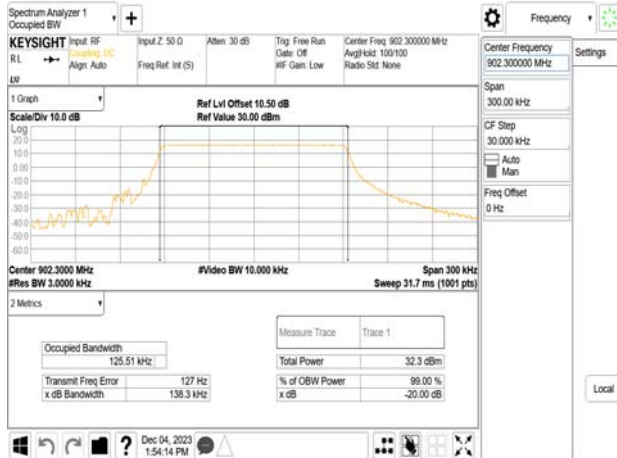 Spectrum Analyzer 1
Occupied BW
+
KEYSIGHT
Input: RF
Coupling: DC
Align: Auto
RL
LVI
Input Z: 50 Ω
Freq Ref: Int (S)
Atten: 30 dB
Trig: Free Run
Gate: Off
#IF Gain: Low
Center Freq: 902.300000 MHz
Avg|Hold: 100/100
Radio Std: None
1 Graph
Scale/Div 10.0 dB
Ref Lvl Offset 10.50 dB
Ref Value 30.00 dBm
Log
20.0
10.0
0.00
-10.0
-20.0
-30.0
-40.0
-50.0
-60.0
Center 902.3000 MHz
#Res BW 3.0000 kHz
#Video BW 10.000 kHz
Span 300 kHz
Sweep 31.7 ms (1001 pts)
2 Metrics
Occupied Bandwidth
125.51 kHz
Transmit Freq Error 127 Hz
x dB Bandwidth 138.3 kHz
Measure Trace Trace 1
Total Power 32.3 dBm
% of OBW Power 99.00 %
x dB -20.00 dB
?
Dec 04, 2023
1:54:14 PM
Frequency
Settings
Center Frequency
902.300000 MHz
Span
300.00 kHz
CF Step
30.000 kHz
Auto
Man
Freq Offset
0 Hz
Local